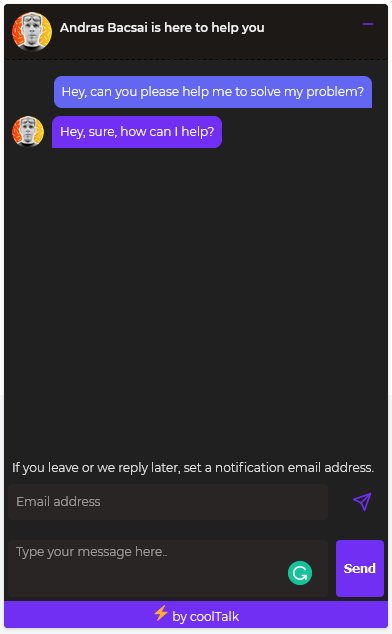 Andras Bacsai is here to help you
Hey, can you please help me to solve my problem?
Hey, sure, how can I help?
If you leave or we reply later, set a notification email address.
Email address
Type your message here..
Send
⚡ by coolTalk